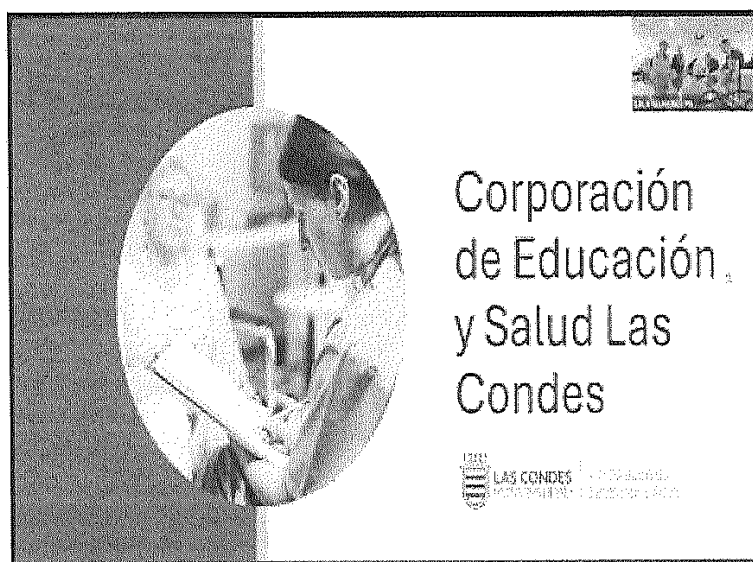 Corporación
de Educación
y Salud Las
Condes
LAS CONDES